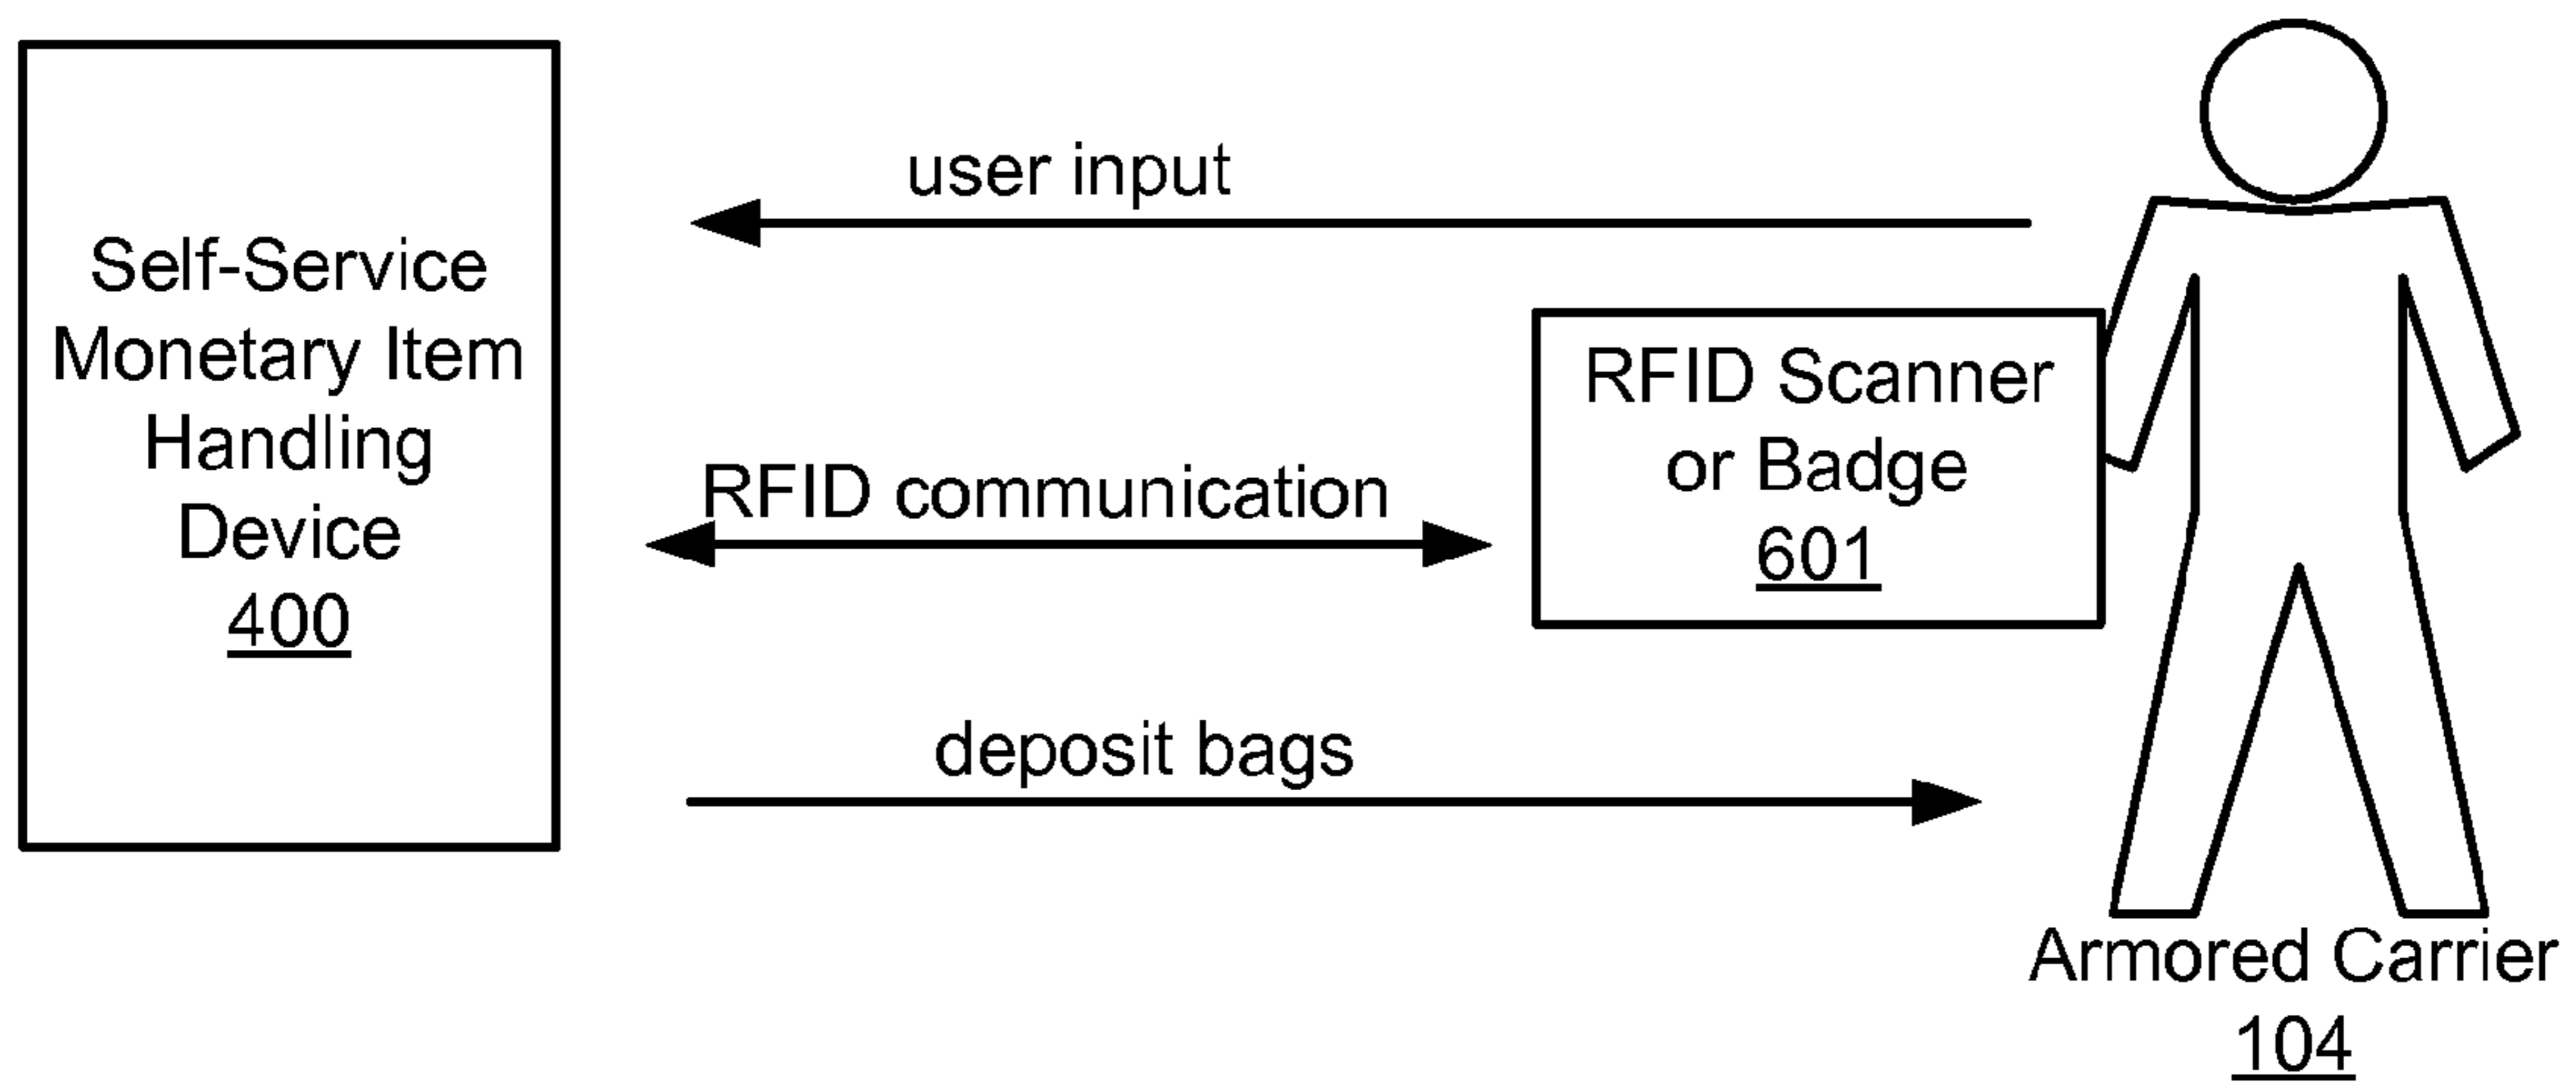 Self-Service
Monetary Item
Handling
Device
400
user input
RFID communication
deposit bags
RFID Scanner
or Badge
601
Armored Carrier
104